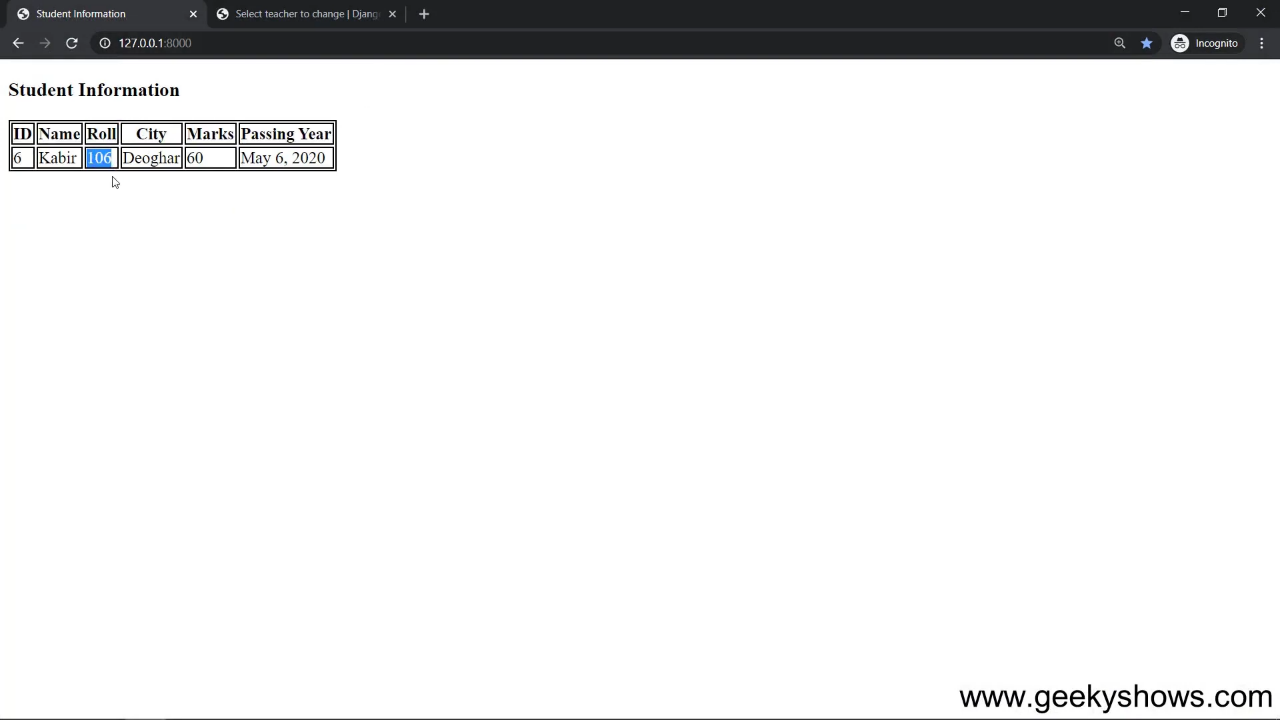 Student Information
Select teacher to change | Djang
127.0.0.1:8000
Incognito
Student Information
ID Name Roll City Marks Passing Year
6 Kabir 106 Deoghar 60 May 6, 2020
www.geekyshows.com